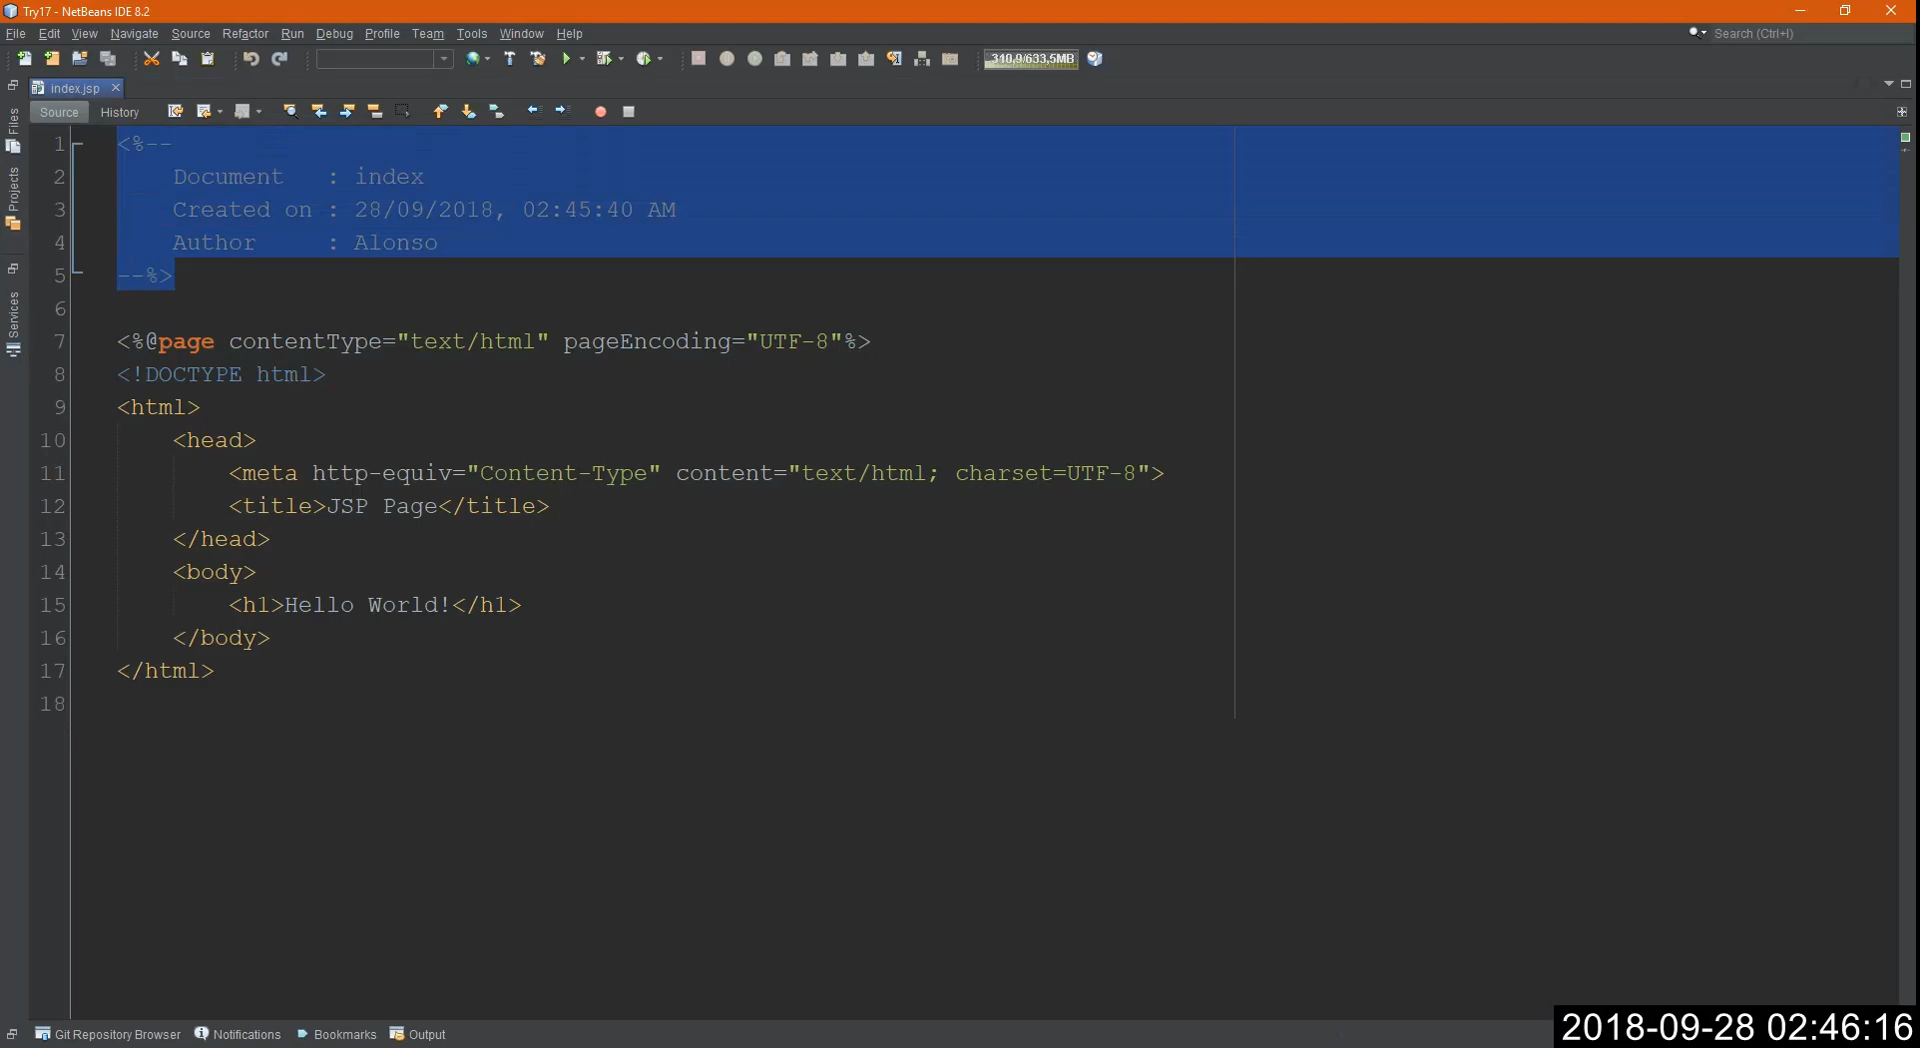 Try17 - NetBeans IDE 8.2
File Edit View Navigate Source Refactor Run Debug Profile Team Tools Window Help
Search (Ctrl+I)
310,9/633,5MB
index.jsp
Source History
Files
Projects
Services
1 <%--
2 Document : index
3 Created on : 28/09/2018, 02:45:40 AM
4 Author : Alonso
5 --%>
6
7 <%@page contentType="text/html" pageEncoding="UTF-8"%>
8 <!DOCTYPE html>
9 <html>
10 <head>
11 <meta http-equiv="Content-Type" content="text/html; charset=UTF-8">
12 <title>JSP Page</title>
13 </head>
14 <body>
15 <h1>Hello World!</h1>
16 </body>
17 </html>
18
Git Repository Browser Notifications Bookmarks Output
2018-09-28 02:46:16